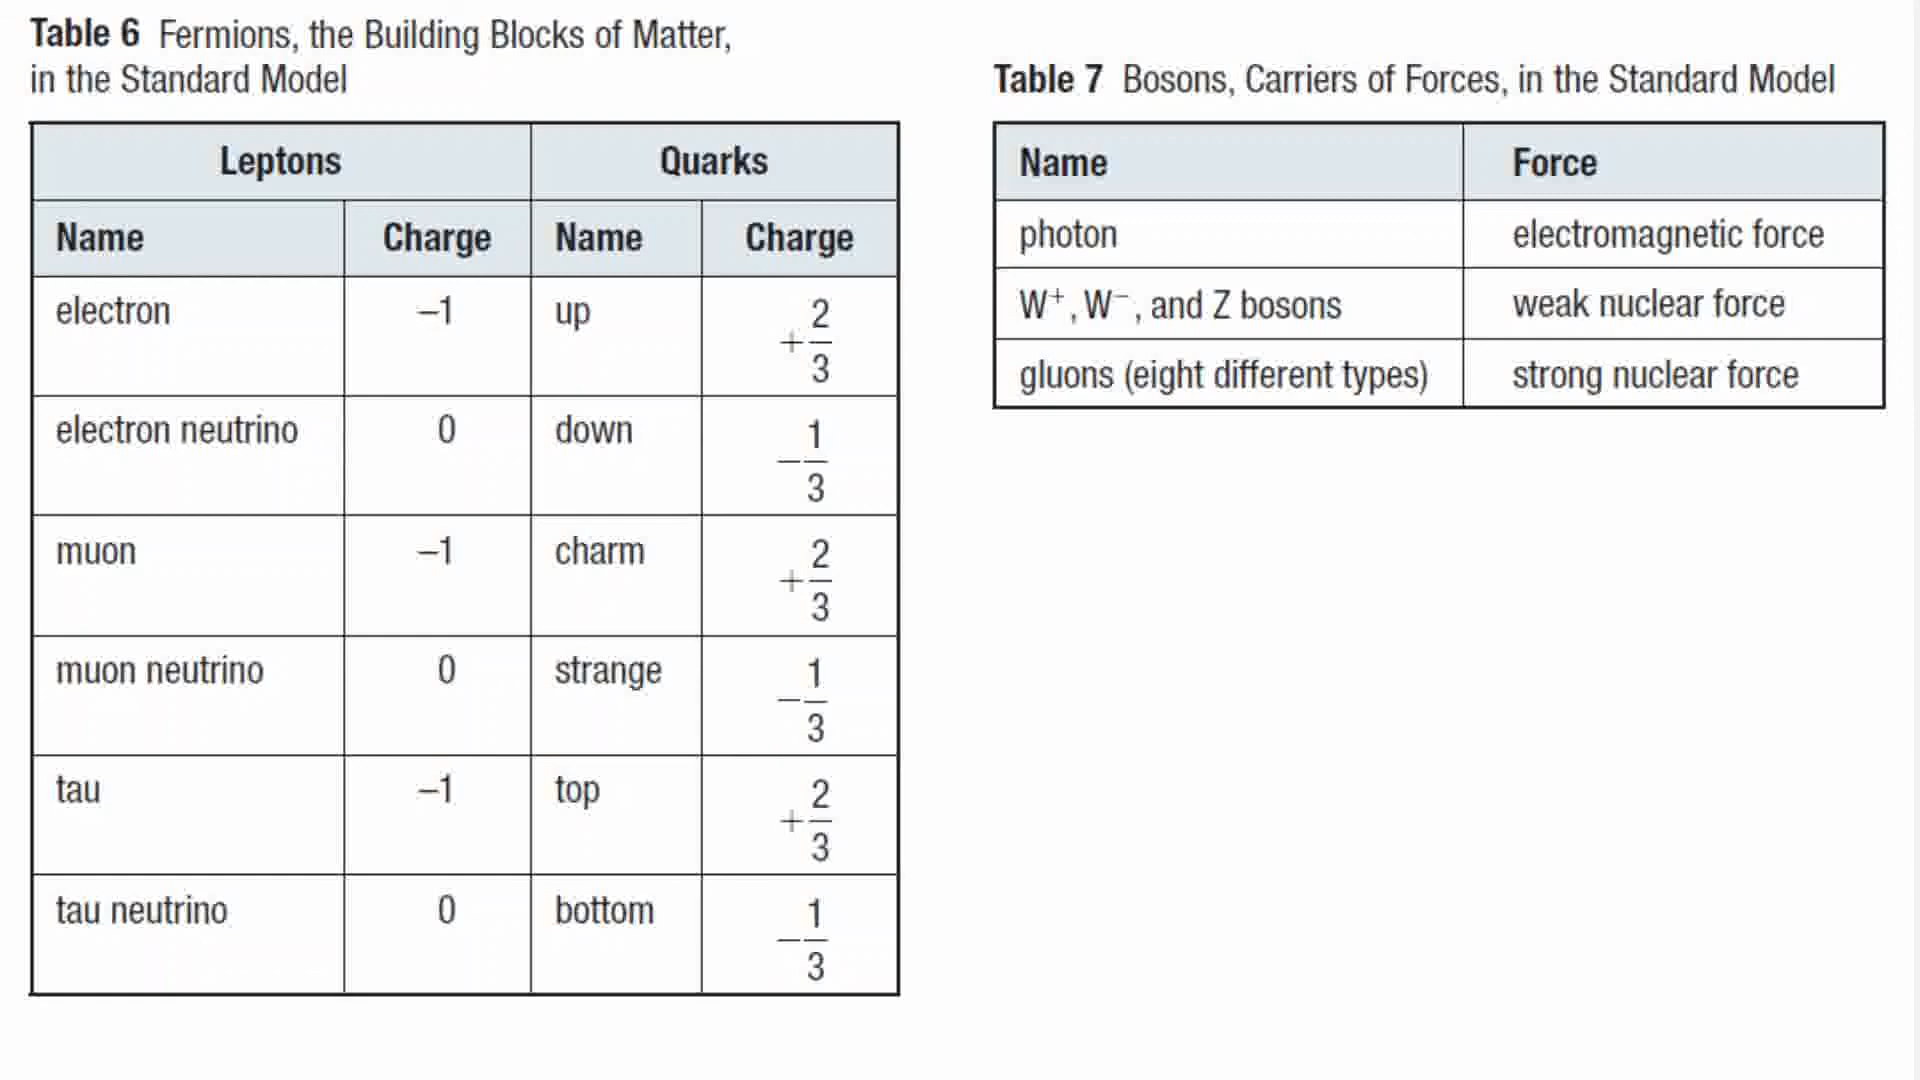 Table 6 Fermions, the Building Blocks of Matter,
in the Standard Model
Leptons Quarks
Name Charge Name Charge
electron –1 up +2/3
electron neutrino 0 down −1/3
muon –1 charm +2/3
muon neutrino 0 strange −1/3
tau –1 top +2/3
tau neutrino 0 bottom −1/3
Table 7 Bosons, Carriers of Forces, in the Standard Model
Name Force
photon electromagnetic force
W⁺, W⁻, and Z bosons weak nuclear force
gluons (eight different types) strong nuclear force